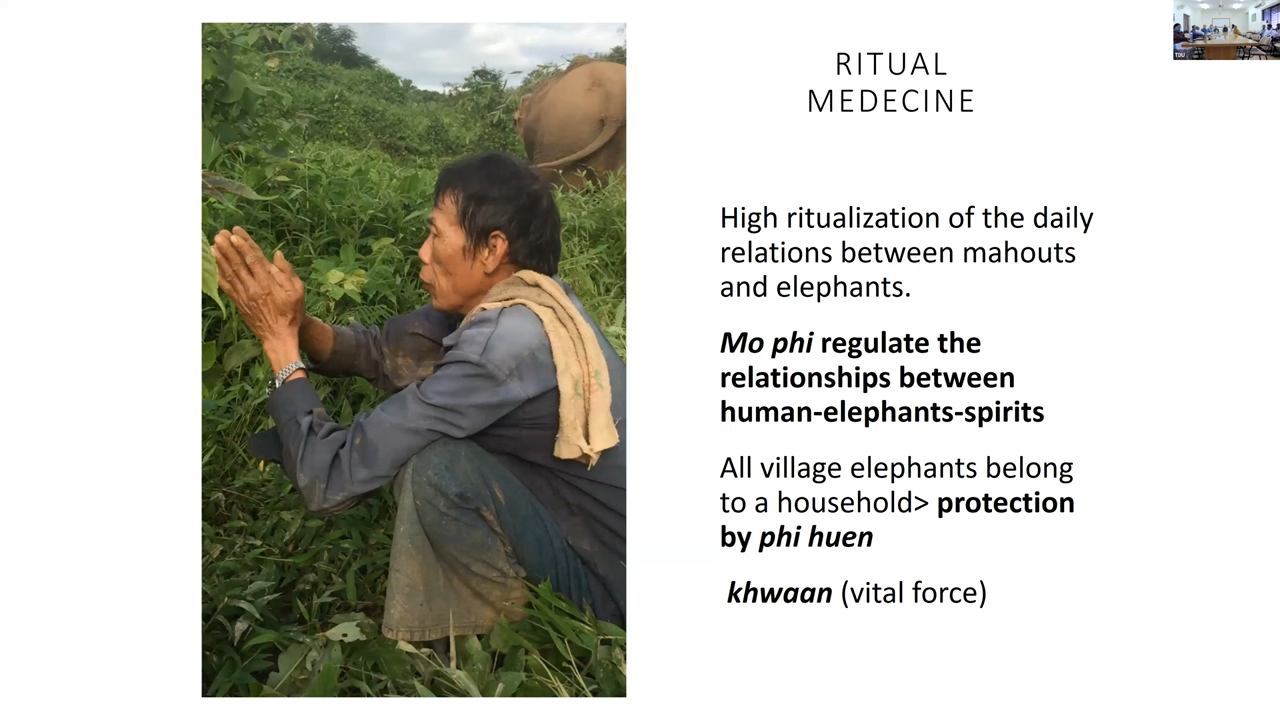 RITUAL
MEDECINE
High ritualization of the daily
relations between mahouts
and elephants.
Mo phi regulate the
relationships between
human-elephants-spirits
All village elephants belong
to a household> protection
by phi huen
khwaan (vital force)
TDU